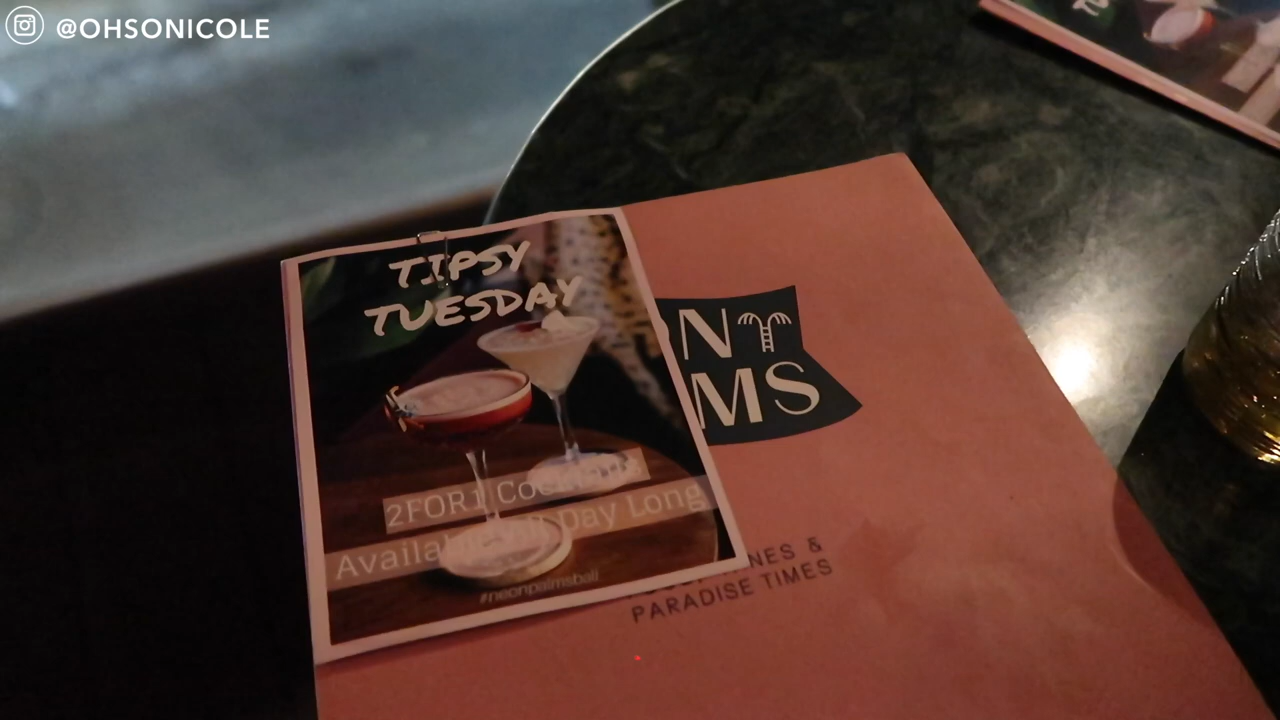 @OHSONICOLE
TIPSY
TUESDAY
2FOR1
Day Long
#neonpalmsbali
N
MS
NES &
PARADISE TIMES